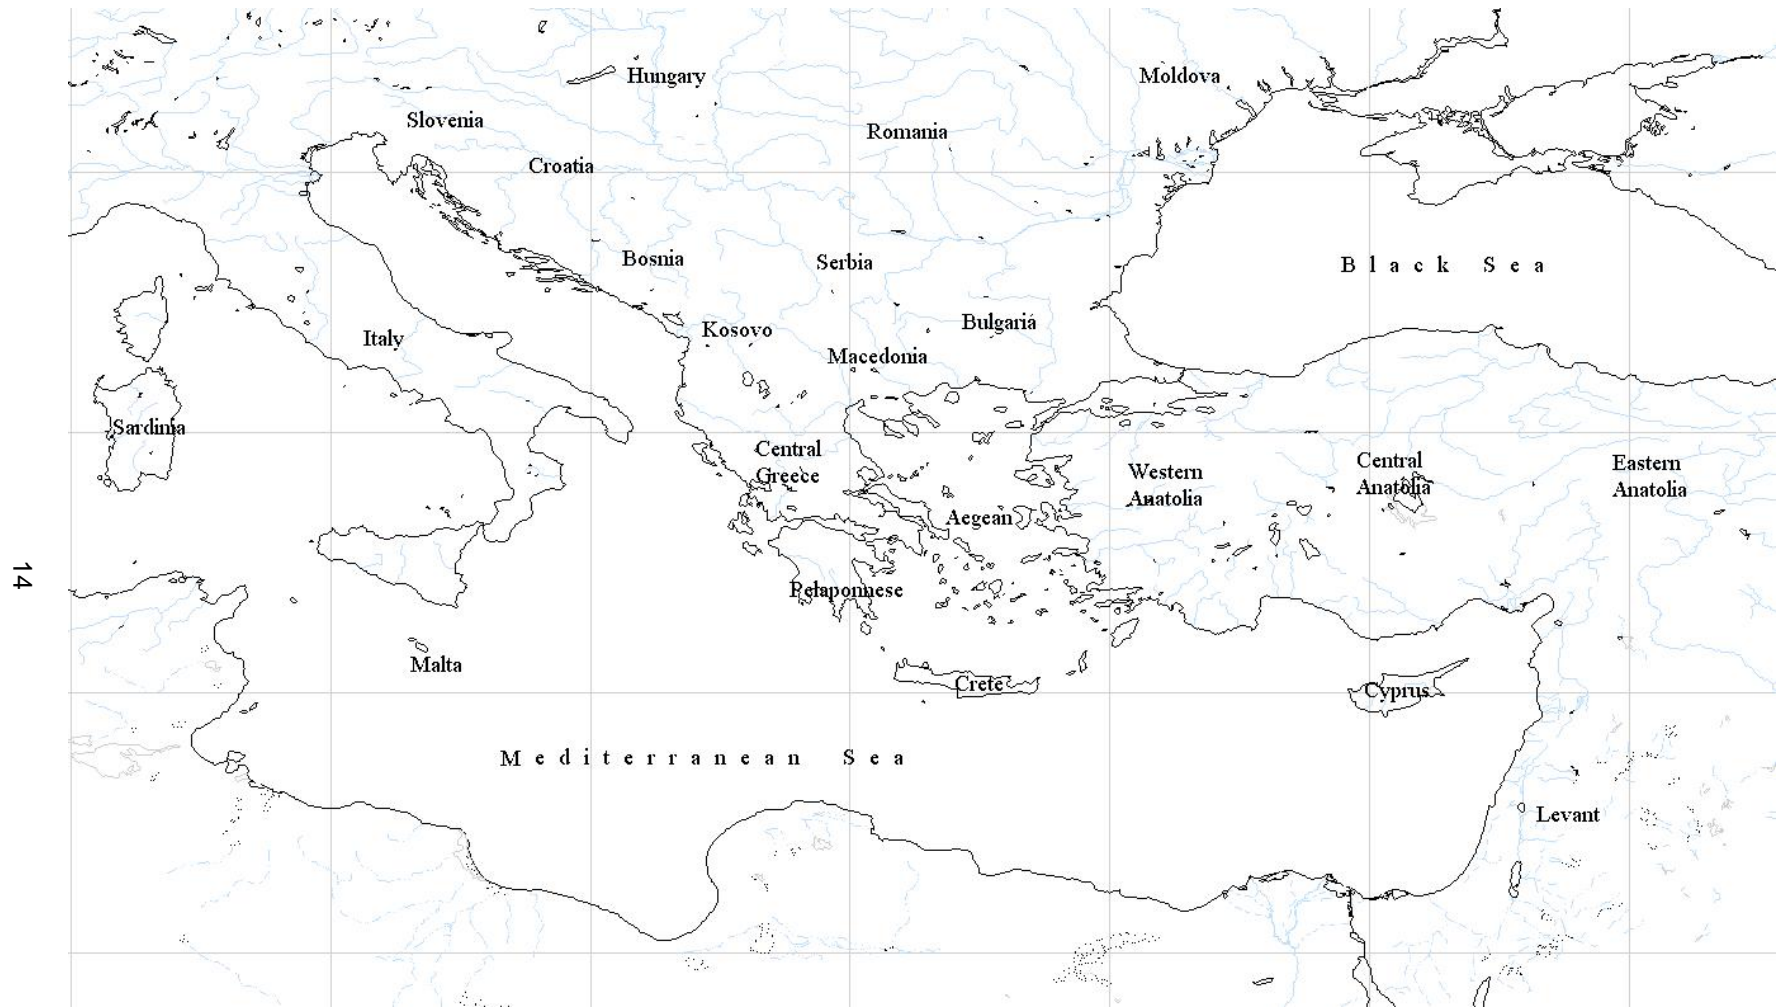 Hungary
Moldova
Slovenia
Romania
Croatia
Bosnia
Serbia
Black Sea
Kosovo
Bulgaria
Italy
Macedonia
Sardinia
Central
Greece
Western
Anatolia
Central
Anatolia
Eastern
Anatolia
Aegean
14
Pelaponnese
Malta
Crete
Cyprus
Mediterranean Sea
Levant